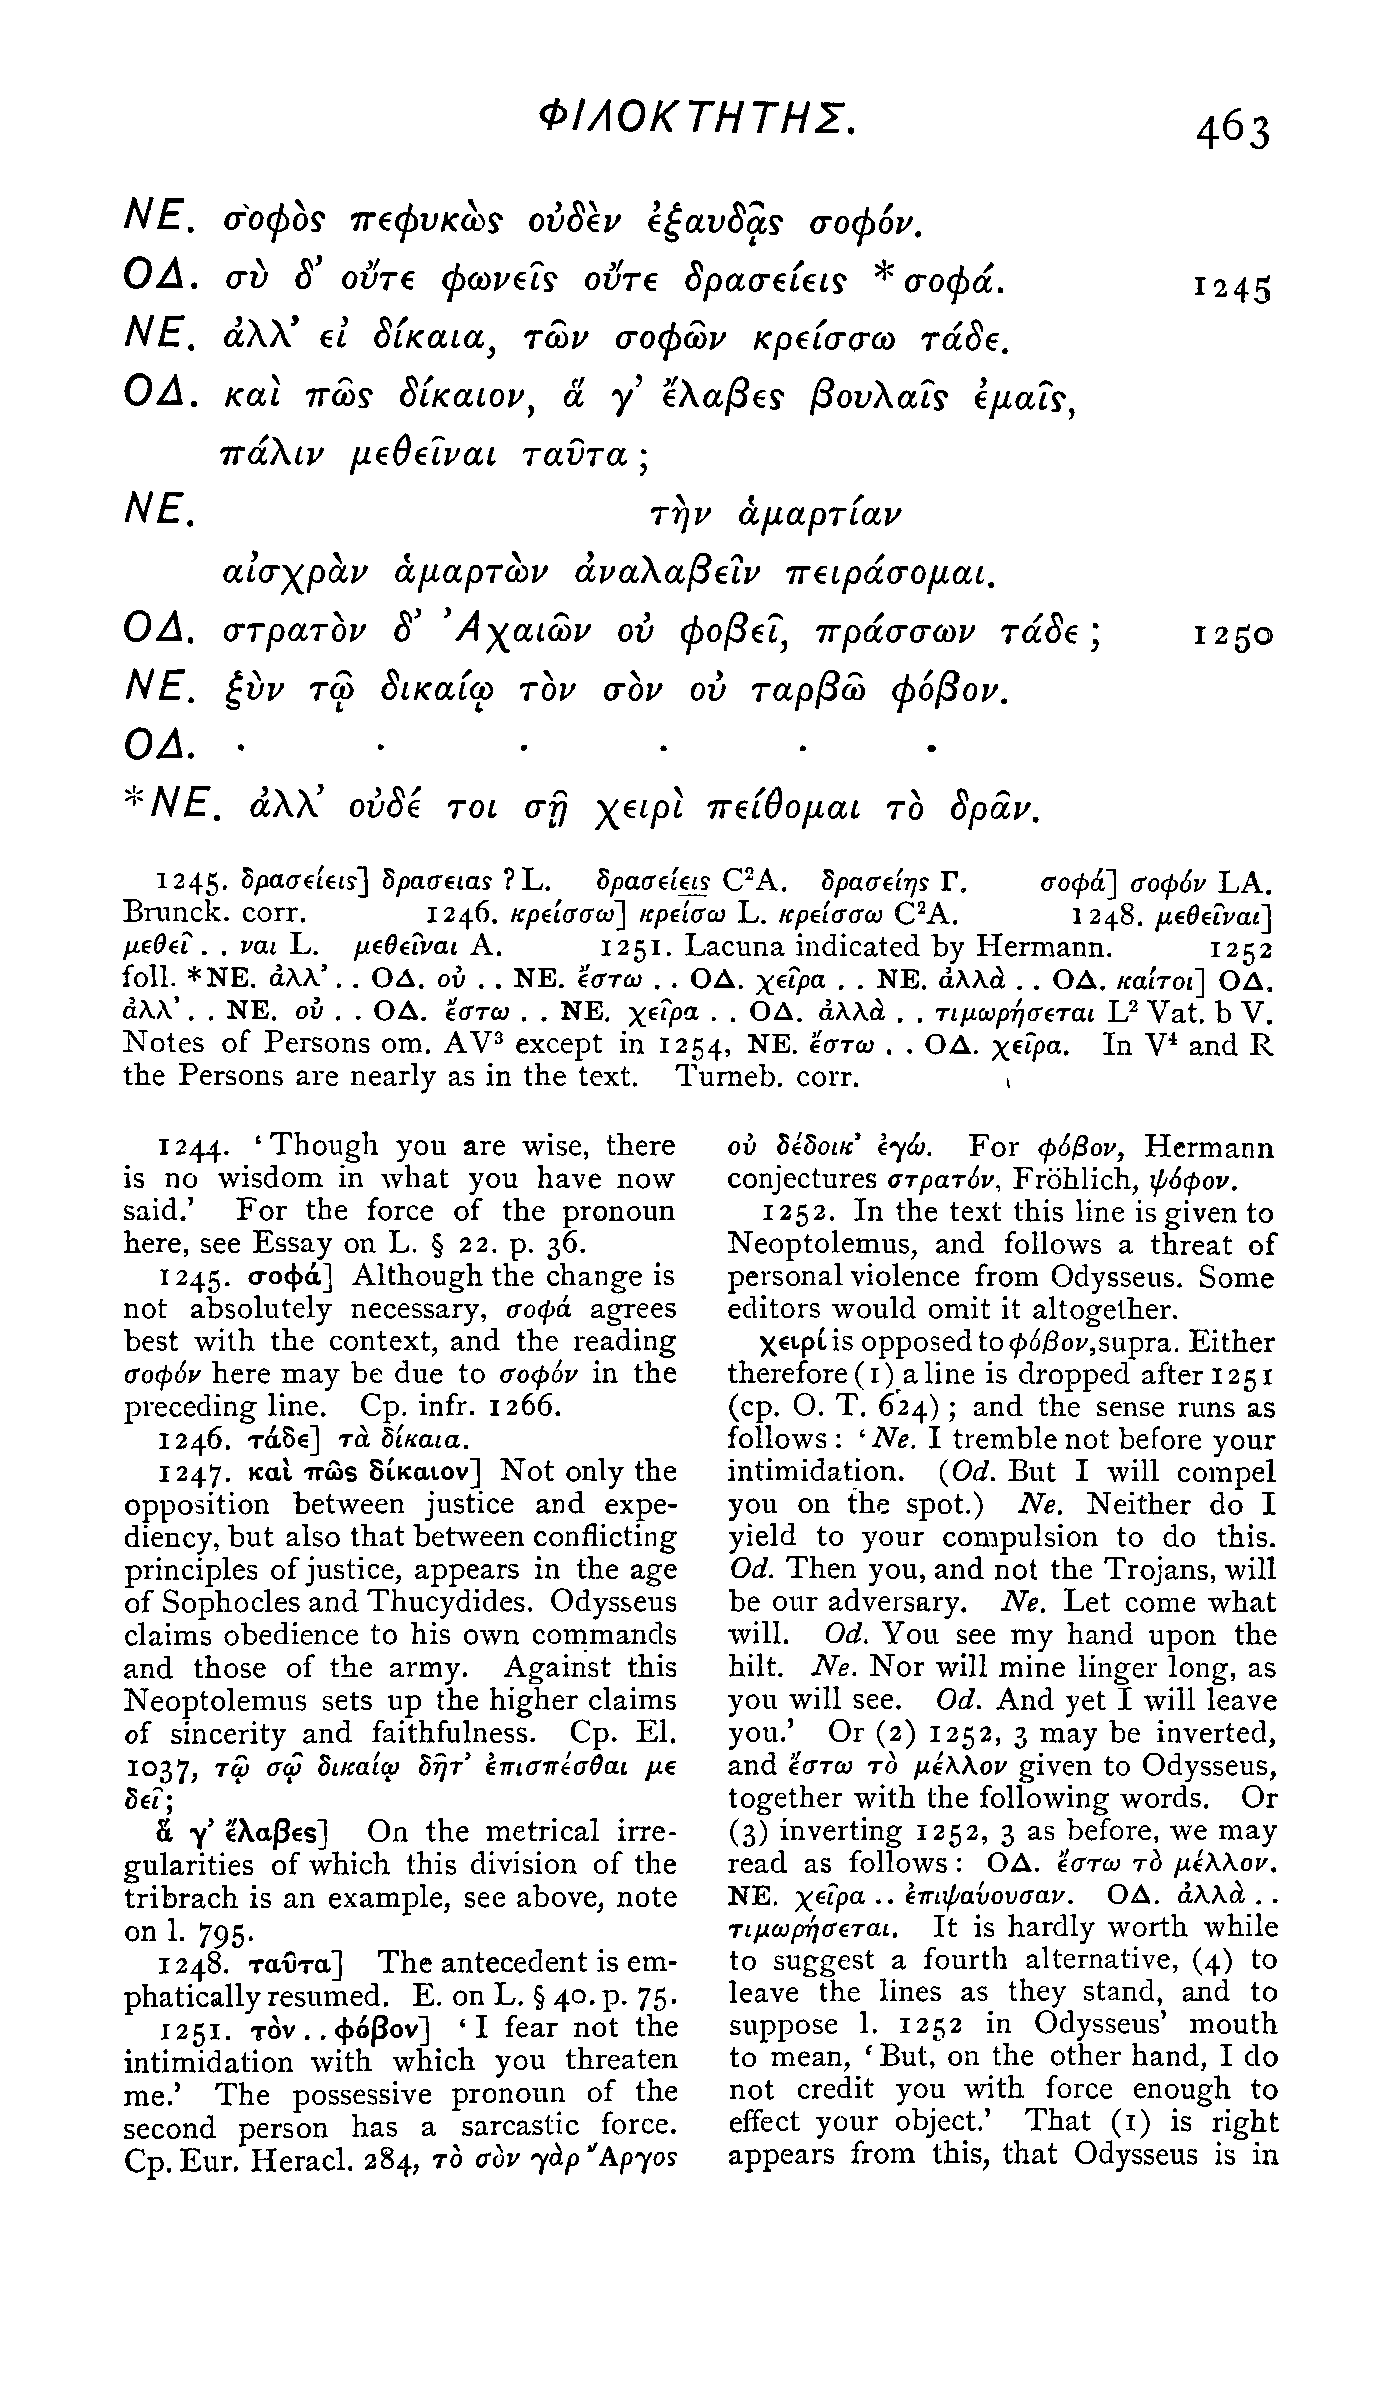 ΦΙΛΟΚΤΗΤΗΣ. 463
ΝΕ. σοφὸς πεφυκὼς οὐδὲν ἐξαυδᾷς σοφόν.
ΟΔ. σὺ δ’ οὔτε φωνεῖς οὔτε δρασείεις *σοφά. 1245
ΝΕ. ἀλλ’ εἰ δίκαια, τῶν σοφῶν κρείσσω τάδε.
ΟΔ. καὶ πῶς δίκαιον, ἅ γ’ ἔλαβες βουλαῖς ἐμαῖς,
πάλιν μεθεῖναι ταῦτα;
ΝΕ. τὴν ἁμαρτίαν
αἰσχρὰν ἁμαρτὼν ἀναλαβεῖν πειράσομαι.
ΟΔ. στρατὸν δ’ Ἀχαιῶν οὐ φοβεῖ, πράσσων τάδε; 1250
ΝΕ. ξὺν τῷ δικαίῳ τὸν σὸν οὐ ταρβῶ φόβον.
ΟΔ. . . . . . .
*ΝΕ. ἀλλ’ οὐδέ τοι σῇ χειρὶ πείθομαι τὸ δρᾶν.
1245. δρασείεις] δρασειας ? L. δρασείεις C²A. δρασείης Γ. σοφά] σοφόν LA.
Brunck. corr. 1246. κρείσσω] κρείσω L. κρείσσω C²A. 1248. μεθεῖναι]
μεθεῖ . . ναι L. μεθεῖναι A. 1251. Lacuna indicated by Hermann. 1252
foll. *ΝΕ. ἀλλ’ . . ΟΔ. οὐ . . ΝΕ. ἔστω . . ΟΔ. χεῖρα . . ΝΕ. ἀλλὰ . . ΟΔ. καίτοι] ΟΔ.
ἀλλ’ . . ΝΕ. οὐ . . ΟΔ. ἔστω . . ΝΕ. χεῖρα . . ΟΔ. ἀλλὰ . . τιμωρήσεται L² Vat. b V.
Notes of Persons om. AV³ except in 1254, ΝΕ. ἔστω . . ΟΔ. χεῖρα. In V⁴ and R
the Persons are nearly as in the text. Turneb. corr.
1244. ‘Though you are wise, there
is no wisdom in what you have now
said.’ For the force of the pronoun
here, see Essay on L. § 22. p. 36.
1245. σοφά] Although the change is
not absolutely necessary, σοφά agrees
best with the context, and the reading
σοφόν here may be due to σοφόν in the
preceding line. Cp. infr. 1266.
1246. τάδε] τὰ δίκαια.
1247. καὶ πῶς δίκαιον] Not only the
opposition between justice and expe-
diency, but also that between conflicting
principles of justice, appears in the age
of Sophocles and Thucydides. Odysseus
claims obedience to his own commands
and those of the army. Against this
Neoptolemus sets up the higher claims
of sincerity and faithfulness. Cp. El.
1037, τῷ σῷ δικαίῳ δῆτ’ ἐπισπέσθαι με
δεῖ;
ἅ γ’ ἔλαβες] On the metrical irre-
gularities of which this division of the
tribrach is an example, see above, note
on l. 795.
1248. ταῦτα] The antecedent is em-
phatically resumed. E. on L. § 40. p. 75.
1251. τὸν . . φόβον] ‘I fear not the
intimidation with which you threaten
me.’ The possessive pronoun of the
second person has a sarcastic force.
Cp. Eur. Heracl. 284, τὸ σὸν γὰρ Ἄργος
οὐ δέδοικ’ ἐγώ. For φόβον, Hermann
conjectures στρατόν, Fröhlich, ψόφον.
1252. In the text this line is given to
Neoptolemus, and follows a threat of
personal violence from Odysseus. Some
editors would omit it altogether.
χειρί is opposed to φόβον, supra. Either
therefore (1) a line is dropped after 1251
(cp. O. T. 624); and the sense runs as
follows: ‘Ne. I tremble not before your
intimidation. (Od. But I will compel
you on the spot.) Ne. Neither do I
yield to your compulsion to do this.
Od. Then you, and not the Trojans, will
be our adversary. Ne. Let come what
will. Od. You see my hand upon the
hilt. Ne. Nor will mine linger long, as
you will see. Od. And yet I will leave
you.’ Or (2) 1252, 3 may be inverted,
and ἔστω τὸ μέλλον given to Odysseus,
together with the following words. Or
(3) inverting 1252, 3 as before, we may
read as follows: ΟΔ. ἔστω τὸ μέλλον.
ΝΕ. χεῖρα . . ἐπιψαύουσαν. ΟΔ. ἀλλὰ . .
τιμωρήσεται. It is hardly worth while
to suggest a fourth alternative, (4) to
leave the lines as they stand, and to
suppose l. 1252 in Odysseus’ mouth
to mean, ‘But, on the other hand, I do
not credit you with force enough to
effect your object.’ That (1) is right
appears from this, that Odysseus is in